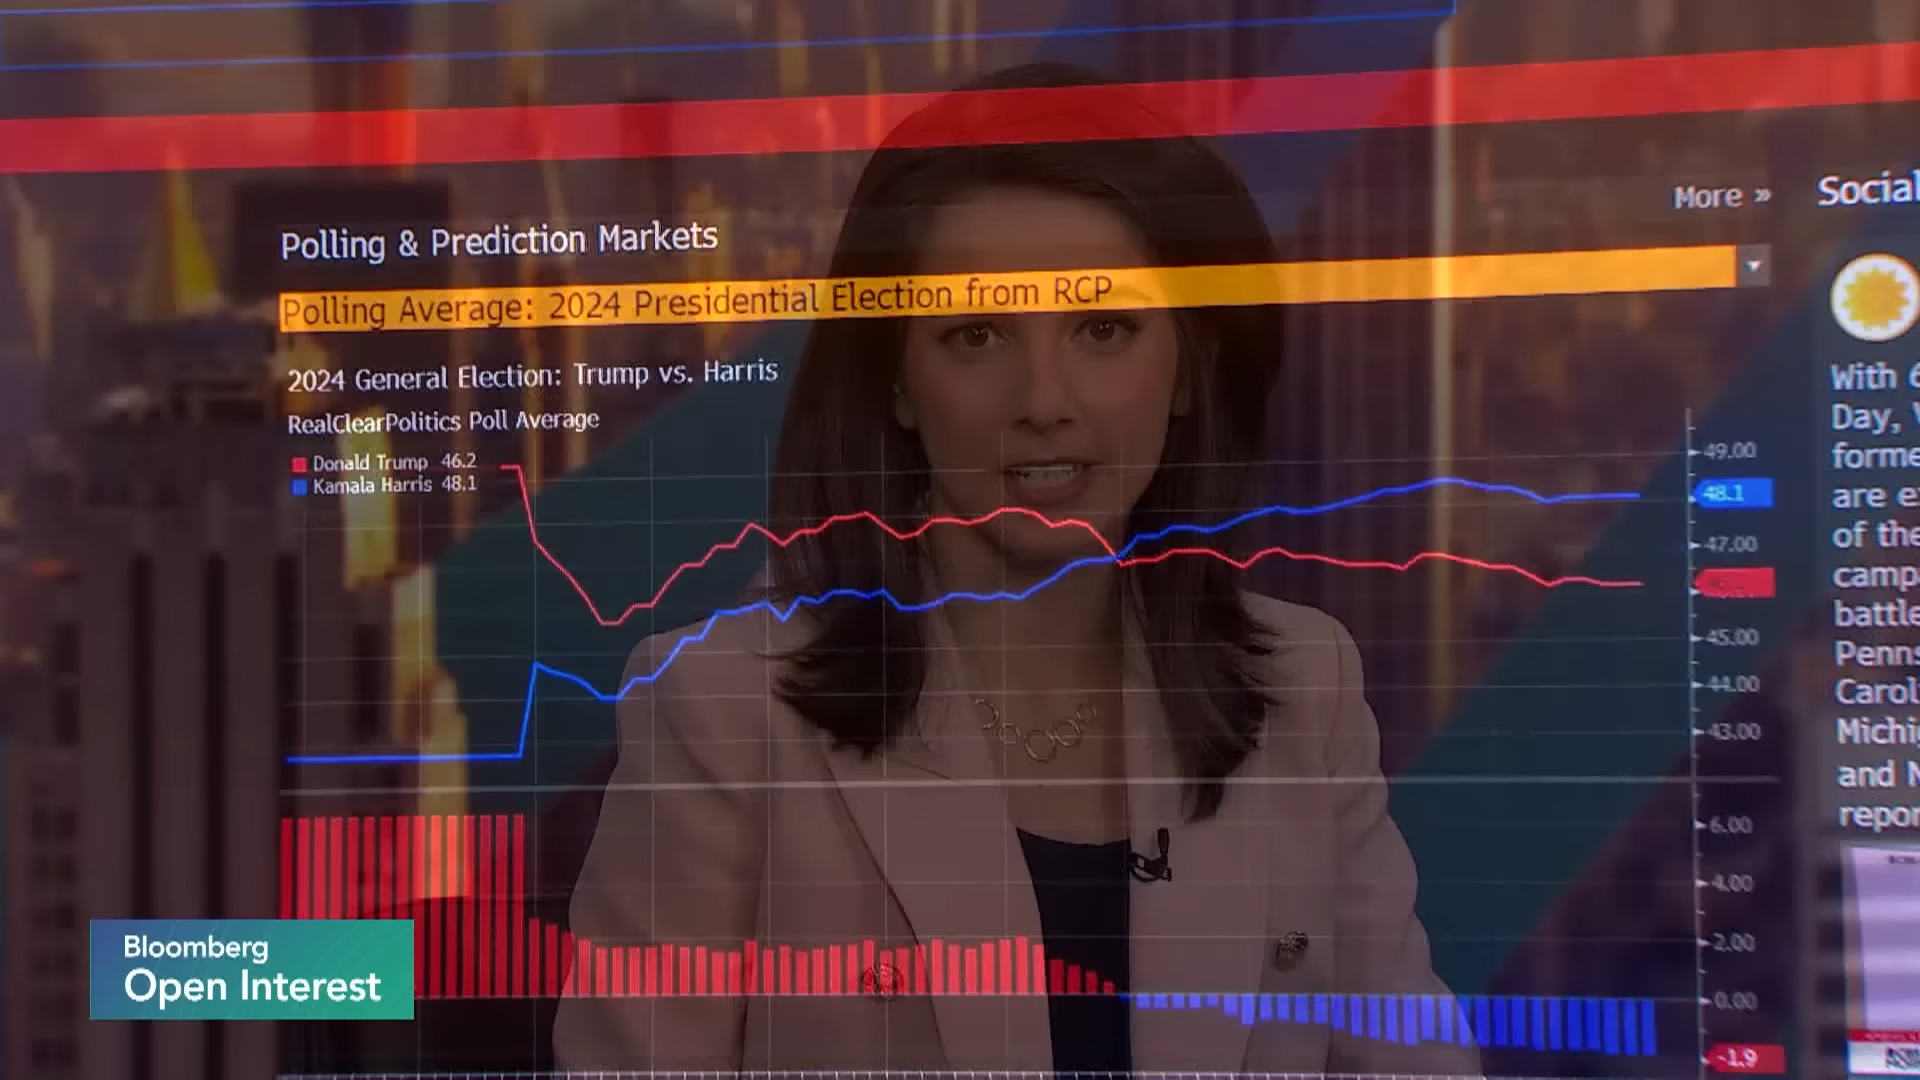 More »
Social
Polling & Prediction Markets
Polling Average: 2024 Presidential Election from RCP
2024 General Election: Trump vs. Harris
RealClearPolitics Poll Average
Donald Trump 46.2
Kamala Harris 48.1
49.00
48.1
47.00
45.00
44.00
43.00
6.00
4.00
2.00
0.00
-1.9
With 6
Day,
forme
are e
of the
camp
battle
Penns
Carol
Michi
and N
repor
Bloomberg
Open Interest